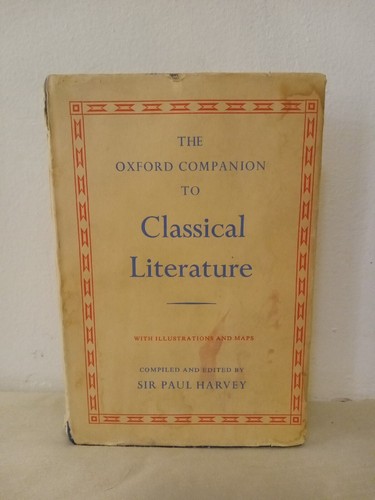 THE
OXFORD COMPANION
TO
Classical
Literature
WITH ILLUSTRATIONS AND MAPS
COMPILED AND EDITED BY
SIR PAUL HARVEY